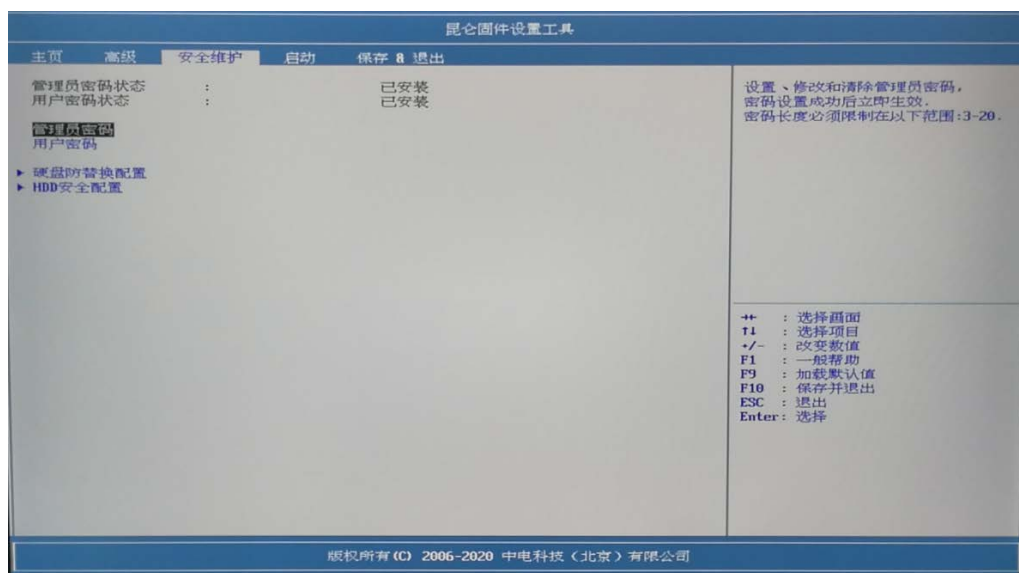 昆仑固件设置工具
主页 高级 安全维护 启动 保存 & 退出
管理员密码状态 : 已安装
用户密码状态 : 已安装
管理员密码
用户密码
▶ 硬盘防替换配置
▶ HDD安全配置
设置、修改和清除管理员密码,
密码设置成功后立即生效.
密码长度必须限制在以下范围:3-20.
→← : 选择画面
↑↓ : 选择项目
+/- : 改变数值
F1 : 一般帮助
F9 : 加载默认值
F10 : 保存并退出
ESC : 退出
Enter: 选择
版权所有(C) 2006-2020 中电科技（北京）有限公司